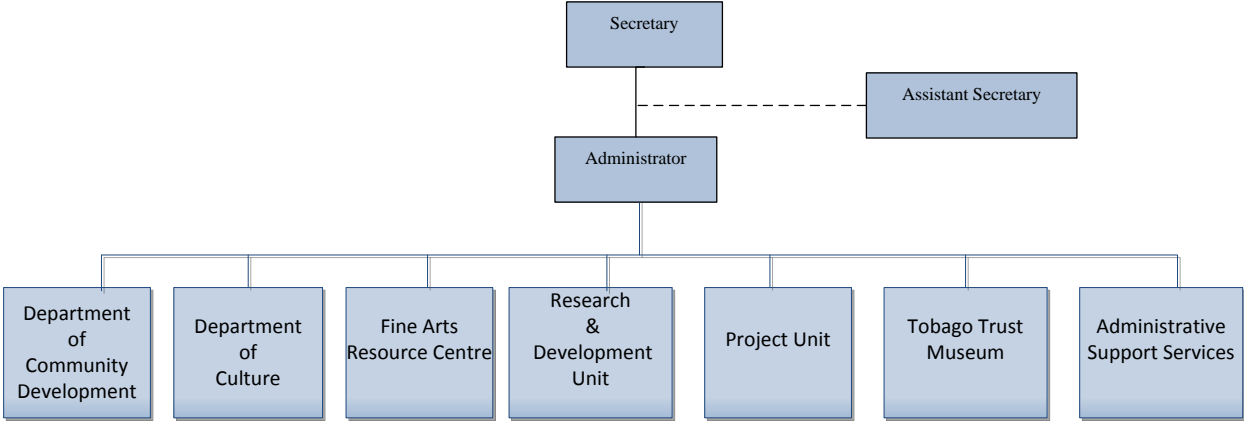 Secretary
Assistant Secretary
Administrator
Department
of
Community
Development
Department
of
Culture
Fine Arts
Resource Centre
Research
&
Development
Unit
Project Unit
Tobago Trust
Museum
Administrative
Support Services